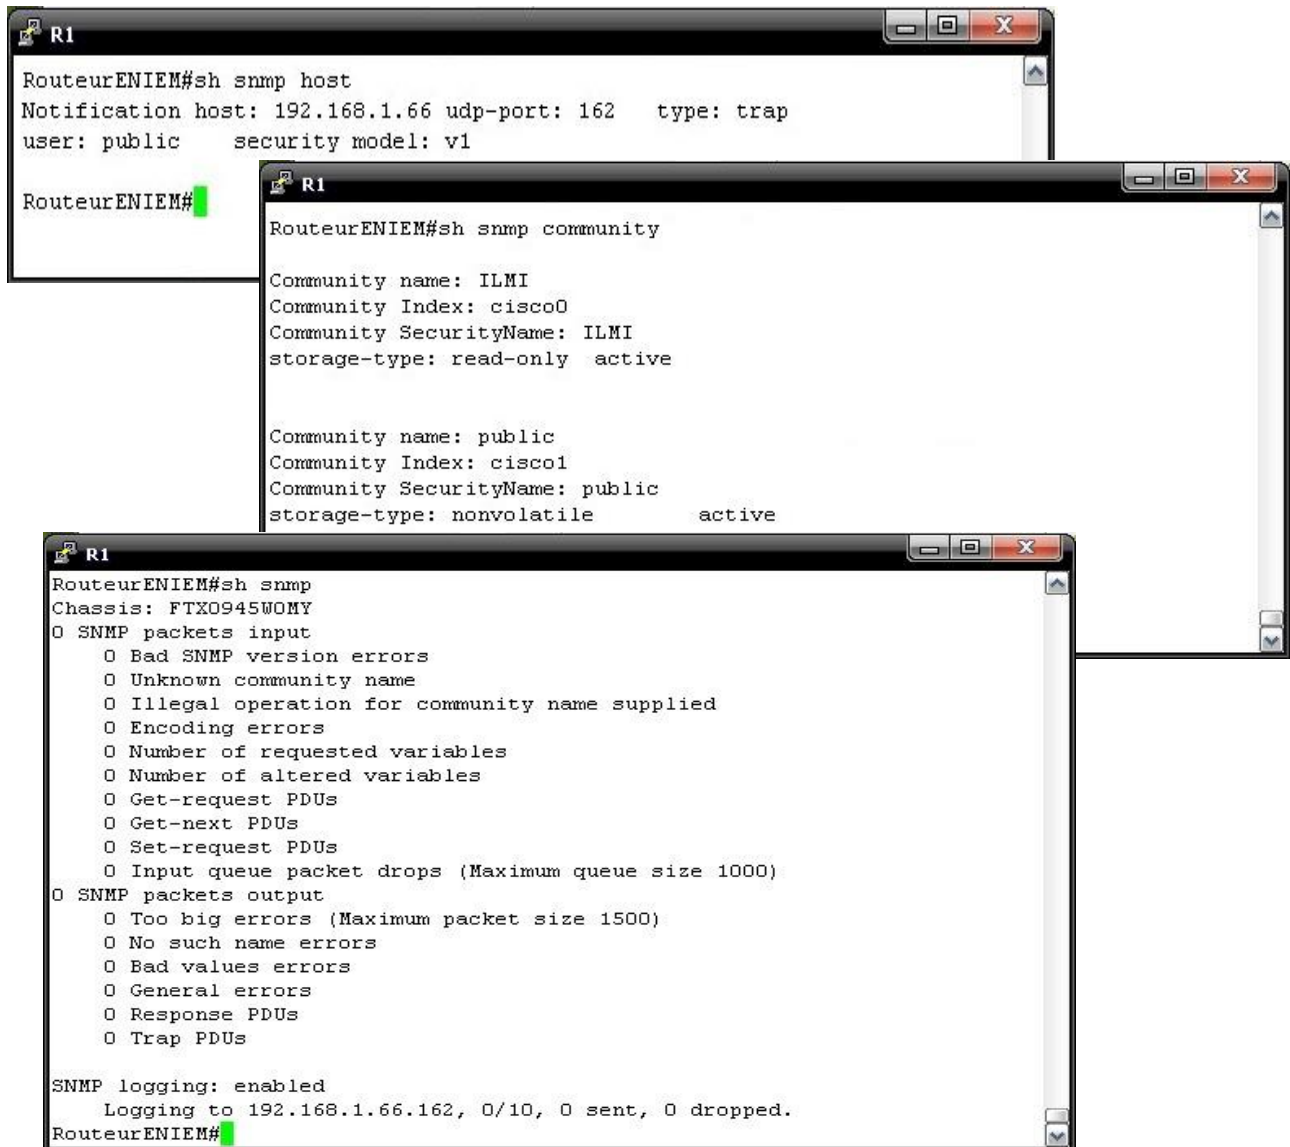 R1
RouteurENIEM#sh snmp host
Notification host: 192.168.1.66 udp-port: 162   type: trap
user: public    security model: v1
RouteurENIEM#
R1
RouteurENIEM#sh snmp community
Community name: ILMI
Community Index: cisco0
Community SecurityName: ILMI
storage-type: read-only  active
Community name: public
Community Index: cisco1
Community SecurityName: public
storage-type: nonvolatile        active
R1
RouteurENIEM#sh snmp
Chassis: FTX0945W0MY
0 SNMP packets input
    0 Bad SNMP version errors
    0 Unknown community name
    0 Illegal operation for community name supplied
    0 Encoding errors
    0 Number of requested variables
    0 Number of altered variables
    0 Get-request PDUs
    0 Get-next PDUs
    0 Set-request PDUs
    0 Input queue packet drops (Maximum queue size 1000)
0 SNMP packets output
    0 Too big errors (Maximum packet size 1500)
    0 No such name errors
    0 Bad values errors
    0 General errors
    0 Response PDUs
    0 Trap PDUs
SNMP logging: enabled
    Logging to 192.168.1.66.162, 0/10, 0 sent, 0 dropped.
RouteurENIEM#